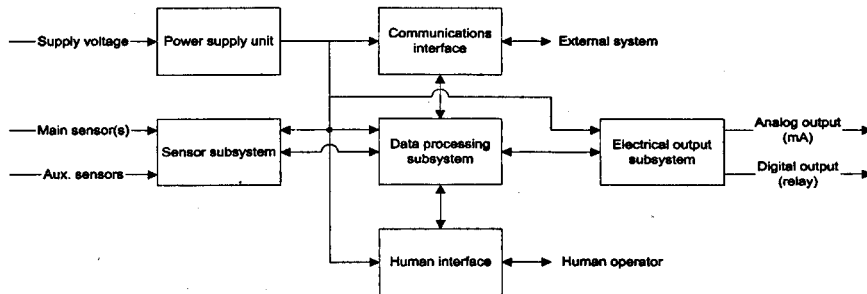 Supply voltage
Power supply unit
Communications
interface
External system
Main sensor(s)
Aux. sensors
Sensor subsystem
Data processing
subsystem
Electrical output
subsystem
Analog output
(mA)
Digital output
(relay)
Human interface
Human operator